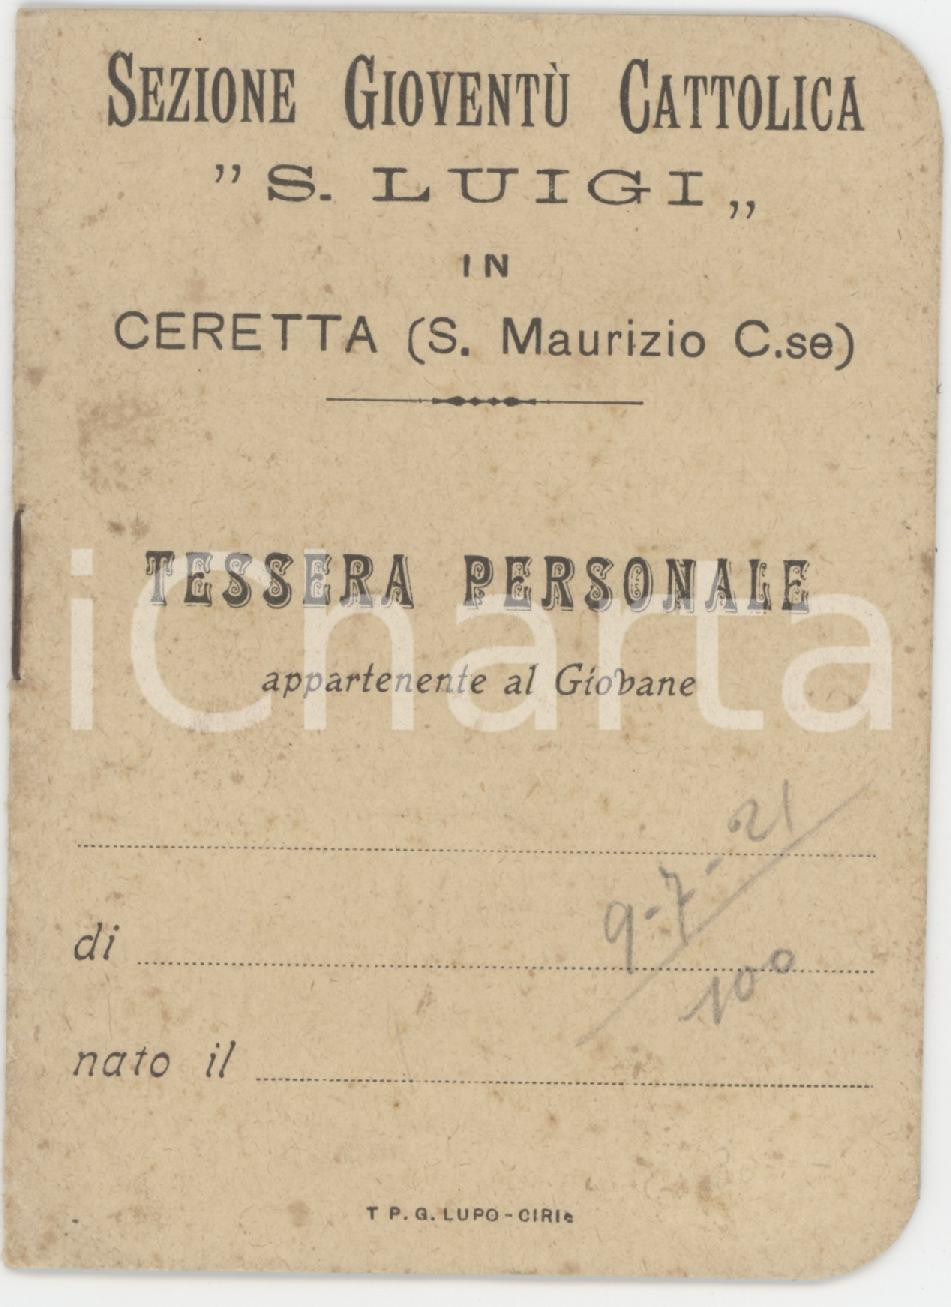 SEZIONE GIOVENTÙ CATTOLICA
” S. LUIGI „
IN
CERETTA (S. Maurizio C.se)
TESSERA PERSONALE
iCharta
appartenente al Giovane
9-7-21
di
100
nato il
T P. G. LUPO - CIRIè